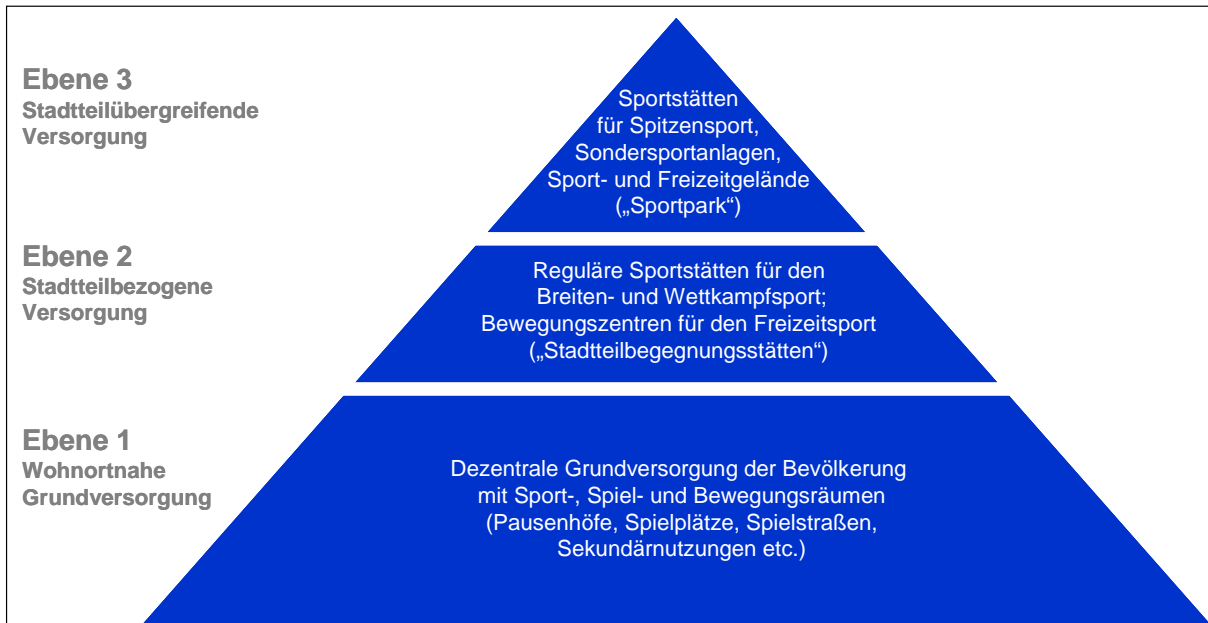 Ebene 3
Stadtteilübergreifende
Versorgung
Sportstätten
für Spitzensport,
Sondersportanlagen,
Sport- und Freizeitgelände
(„Sportpark“)
Ebene 2
Stadtteilbezogene
Versorgung
Reguläre Sportstätten für den
Breiten- und Wettkampfsport;
Bewegungszentren für den Freizeitsport
(„Stadtteilbegegnungsstätten“)
Ebene 1
Wohnortnahe
Grundversorgung
Dezentrale Grundversorgung der Bevölkerung
mit Sport-, Spiel- und Bewegungsräumen
(Pausenhöfe, Spielplätze, Spielstraßen,
Sekundärnutzungen etc.)